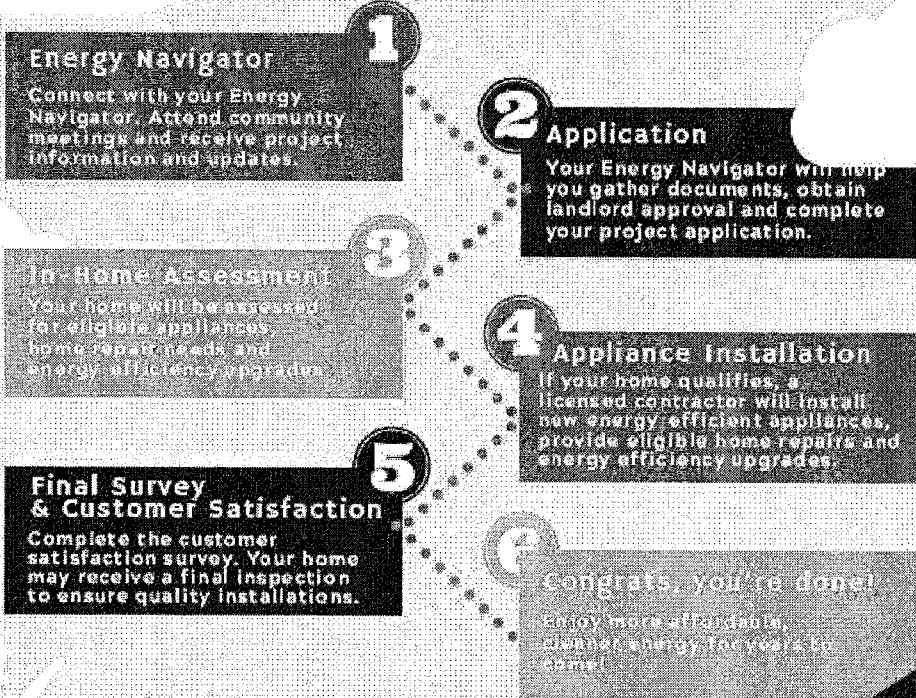 1
Energy Navigator
Connect with your Energy
Navigator. Attend community
meetings and receive project
information and updates.
2
Application
Your Energy Navigator will help
you gather documents, obtain
landlord approval and complete
your project application.
3
In-Home Assessment
Your home will be assessed
for eligible appliances,
home repair needs and
energy efficiency upgrades.
4
Appliance Installation
If your home qualifies, a
licensed contractor will install
new energy efficient appliances,
provide eligible home repairs and
energy efficiency upgrades.
5
Final Survey
& Customer Satisfaction
Complete the customer
satisfaction survey. Your home
may receive a final inspection
to ensure quality installations.
6
Congrats, you're done!
Enjoy more affordable,
cleaner energy for years to
come!